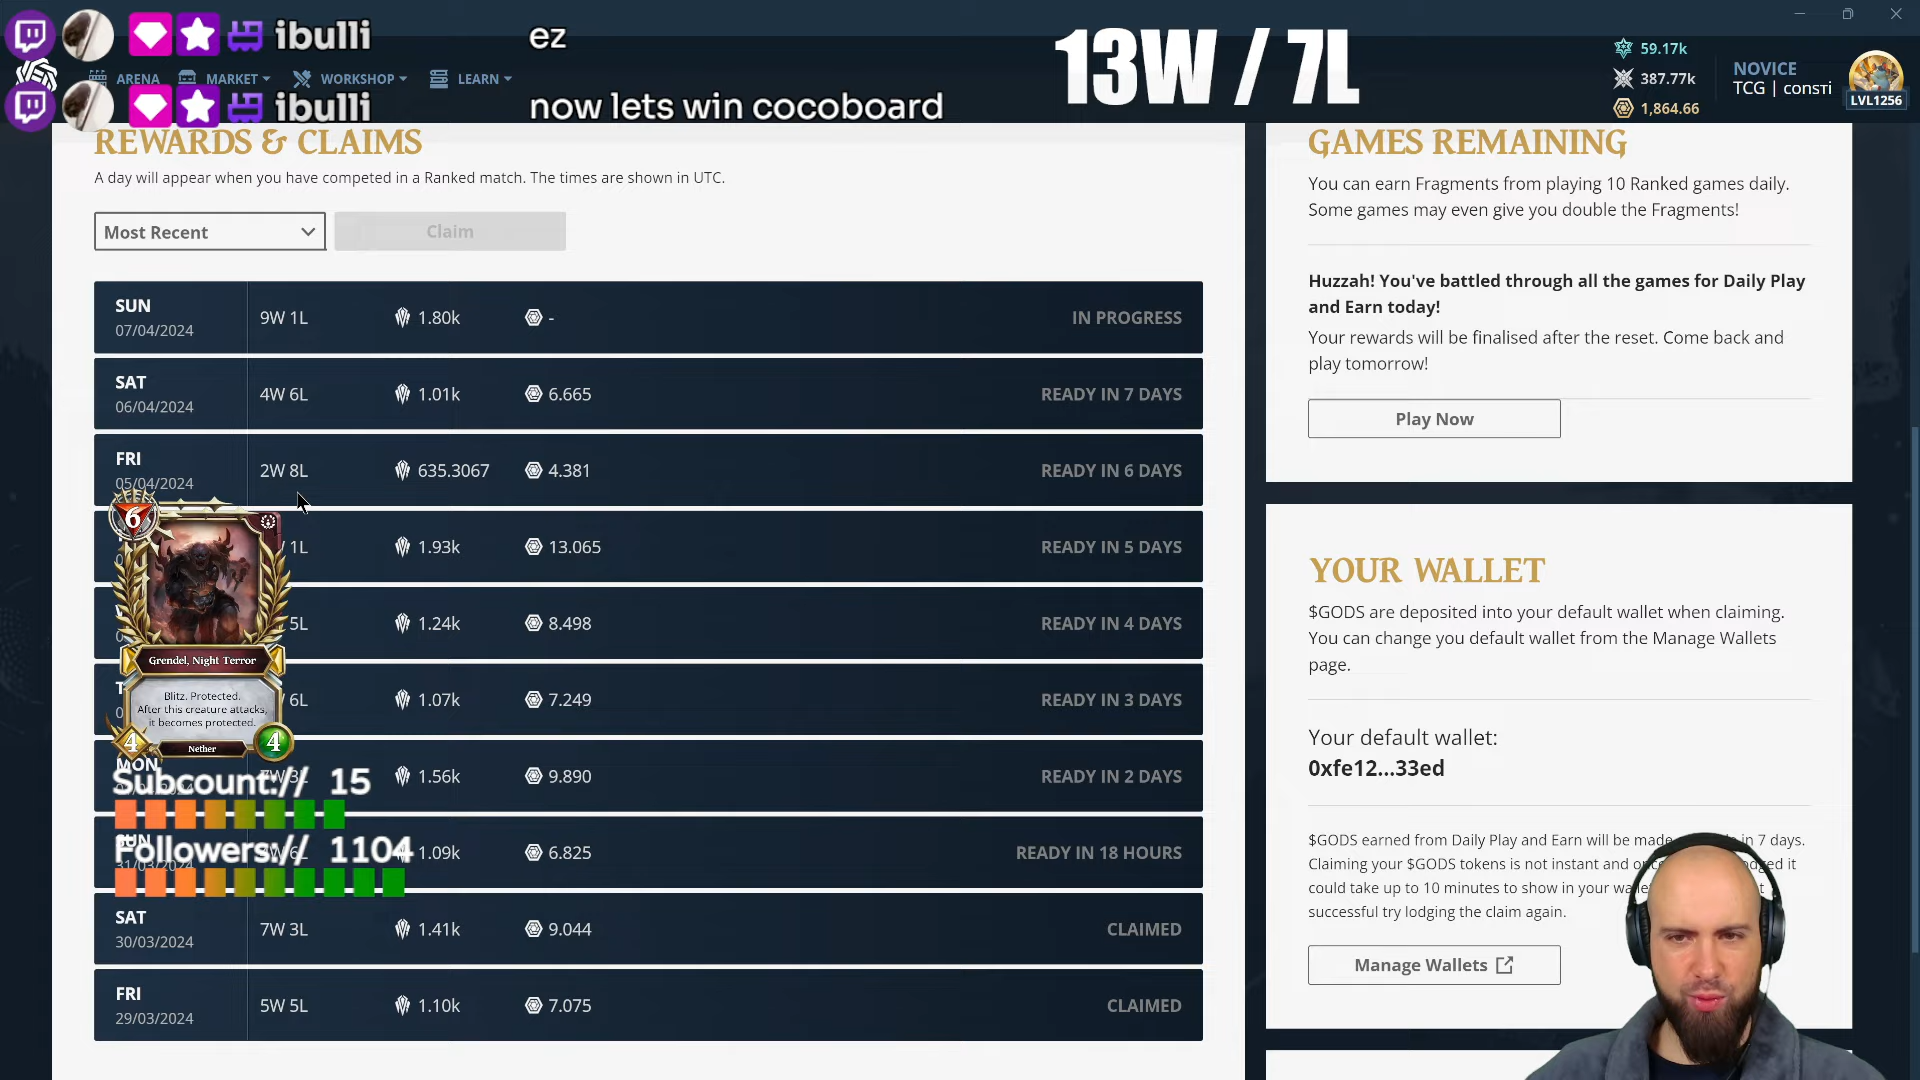 ibulli ez
ARENA MARKET WORKSHOP LEARN
ibulli now lets win cocoboard
13W / 7L
59.17k
387.77k
1,864.66
NOVICE
TCG | consтi
LVL1256
REWARDS & CLAIMS
A day will appear when you have competed in a Ranked match. The times are shown in UTC.
Most Recent Claim
SUN
07/04/2024
9W 1L 1.80k - IN PROGRESS
SAT
06/04/2024
4W 6L 1.01k 6.665 READY IN 7 DAYS
FRI
05/04/2024
2W 8L 635.3067 4.381 READY IN 6 DAYS
1L 1.93k 13.065 READY IN 5 DAYS
5L 1.24k 8.498 READY IN 4 DAYS
6L 1.07k 7.249 READY IN 3 DAYS
MON
7W 3L 1.56k 9.890 READY IN 2 DAYS
SUN
31/03/2024
6L 1.09k 6.825 READY IN 18 HOURS
SAT
30/03/2024
7W 3L 1.41k 9.044 CLAIMED
FRI
29/03/2024
5W 5L 1.10k 7.075 CLAIMED
6
Grendel, Night Terror
Blitz. Protected.
After this creature attacks,
it becomes protected.
4 Nether 4
Subcount:// 15
Followers:// 1104
GAMES REMAINING
You can earn Fragments from playing 10 Ranked games daily.
Some games may even give you double the Fragments!
Huzzah! You've battled through all the games for Daily Play
and Earn today!
Your rewards will be finalised after the reset. Come back and
play tomorrow!
Play Now
YOUR WALLET
$GODS are deposited into your default wallet when claiming.
You can change you default wallet from the Manage Wallets
page.
Your default wallet:
0xfe12...33ed
$GODS earned from Daily Play and Earn will be made in 7 days.
Claiming your $GODS tokens is not instant and lodged it
could take up to 10 minutes to show in your
successful try lodging the claim again.
Manage Wallets